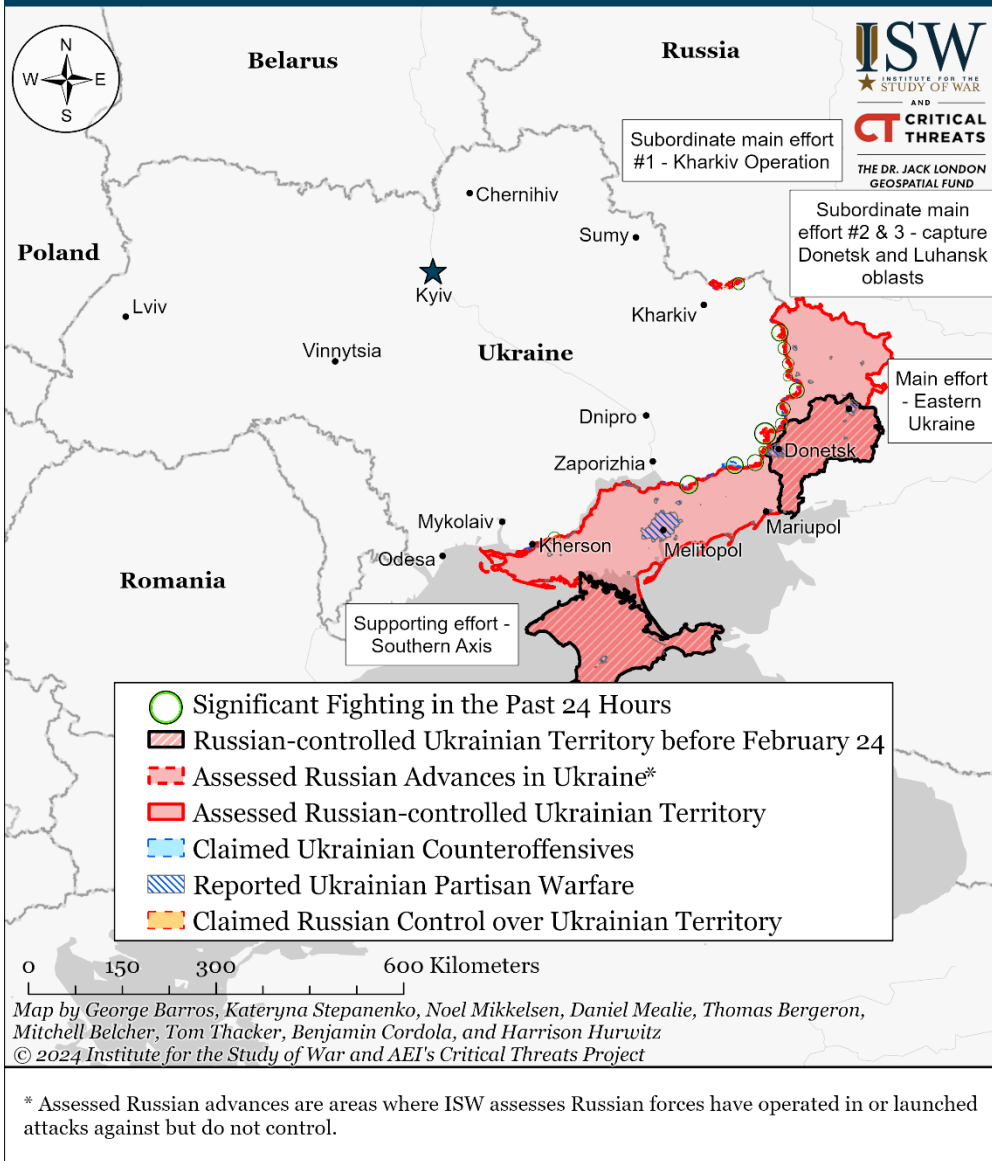 N
W
E
S
Belarus
Russia
ISW
INSTITUTE FOR THE
STUDY OF WAR
AND
CT CRITICAL
THREATS
THE DR. JACK LONDON
GEOSPATIAL FUND
Subordinate main effort
#1 - Kharkiv Operation
Subordinate main
effort #2 & 3 - capture
Donetsk and Luhansk
oblasts
Chernihiv
Sumy
Poland
Kyiv
Lviv
Kharkiv
Vinnytsia
Ukraine
Main effort
- Eastern
Ukraine
Dnipro
Donetsk
Zaporizhia
Mykolaiv
Mariupol
Kherson
Melitopol
Odesa
Romania
Supporting effort -
Southern Axis
Significant Fighting in the Past 24 Hours
Russian-controlled Ukrainian Territory before February 24
Assessed Russian Advances in Ukraine*
Assessed Russian-controlled Ukrainian Territory
Claimed Ukrainian Counteroffensives
Reported Ukrainian Partisan Warfare
Claimed Russian Control over Ukrainian Territory
0 150 300 600 Kilometers
Map by George Barros, Kateryna Stepanenko, Noel Mikkelsen, Daniel Mealie, Thomas Bergeron,
Mitchell Belcher, Tom Thacker, Benjamin Cordola, and Harrison Hurwitz
© 2024 Institute for the Study of War and AEI's Critical Threats Project
* Assessed Russian advances are areas where ISW assesses Russian forces have operated in or launched
attacks against but do not control.